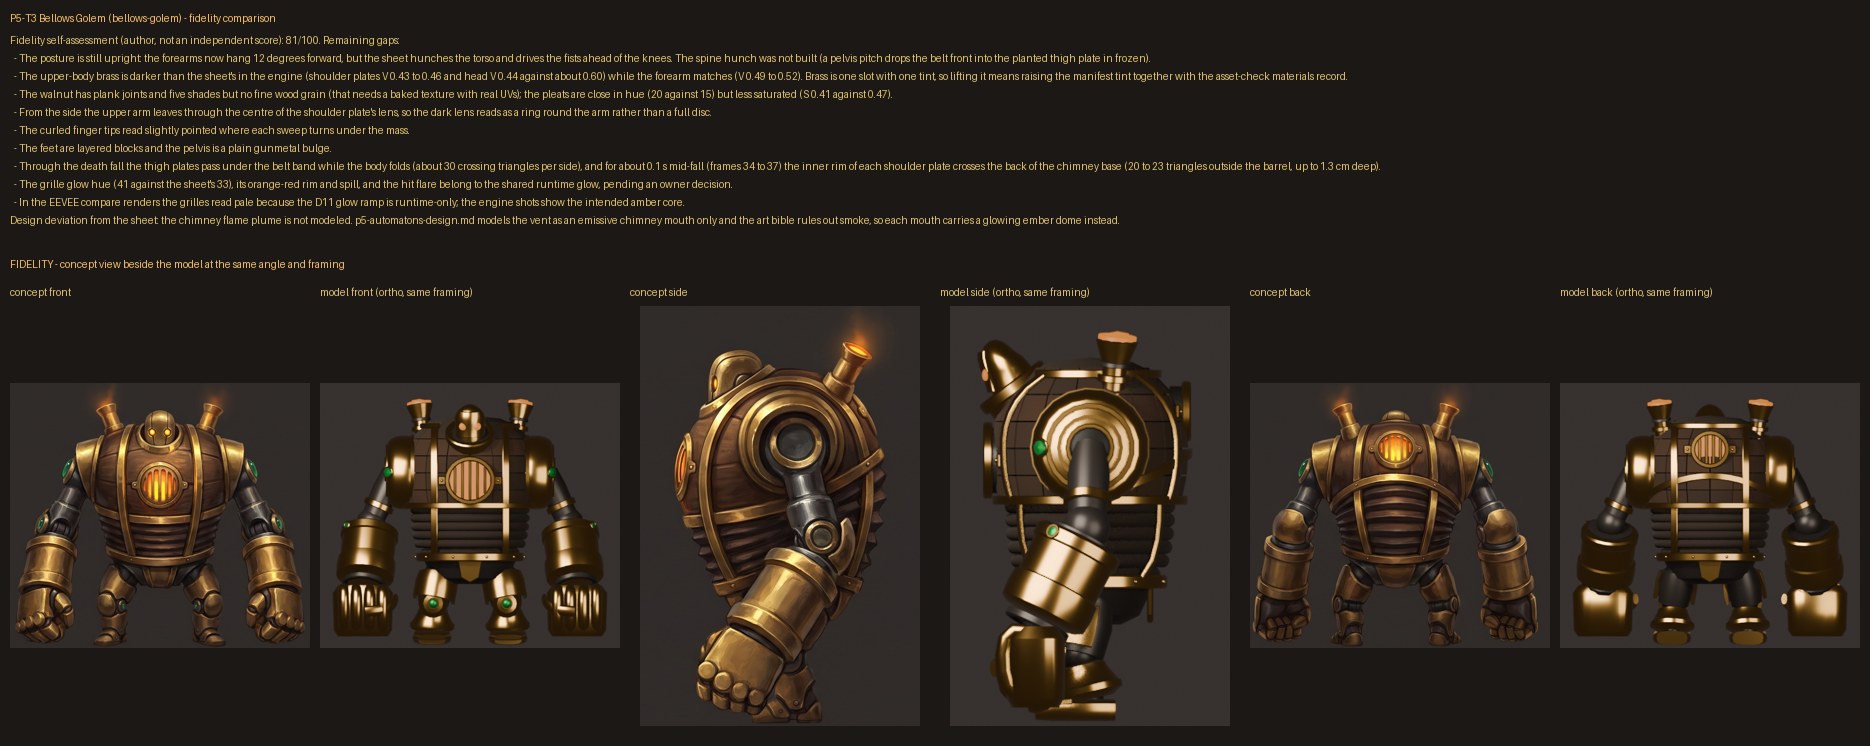 P5-T3 Bellows Golem (bellows-golem) - fidelity comparison
Fidelity self-assessment (author, not an independent score): 81/100. Remaining gaps:
- The posture is still upright: the forearms now hang 12 degrees forward, but the sheet hunches the torso and drives the fists ahead of the knees. The spine hunch was not built (a pelvis pitch drops the belt front into the planted thigh plate in frozen).
- The upper-body brass is darker than the sheet's in the engine (shoulder plates V 0.43 to 0.46 and head V 0.44 against about 0.60) while the forearm matches (V 0.49 to 0.52). Brass is one slot with one tint, so lifting it means raising the manifest tint together with the asset-check materials record.
- The walnut has plank joints and five shades but no fine wood grain (that needs a baked texture with real UVs); the pleats are close in hue (20 against 15) but less saturated (S 0.41 against 0.47).
- From the side the upper arm leaves through the centre of the shoulder plate's lens, so the dark lens reads as a ring round the arm rather than a full disc.
- The curled finger tips read slightly pointed where each sweep turns under the mass.
- The feet are layered blocks and the pelvis is a plain gunmetal bulge.
- Through the death fall the thigh plates pass under the belt band while the body folds (about 30 crossing triangles per side), and for about 0.1 s mid-fall (frames 34 to 37) the inner rim of each shoulder plate crosses the back of the chimney base (20 to 23 triangles outside the barrel, up to 1.3 cm deep).
- The grille glow hue (41 against the sheet's 33), its orange-red rim and spill, and the hit flare belong to the shared runtime glow, pending an owner decision.
- In the EEVEE compare renders the grilles read pale because the D11 glow ramp is runtime-only; the engine shots show the intended amber core.
Design deviation from the sheet: the chimney flame plume is not modeled. p5-automatons-design.md models the vent as an emissive chimney mouth only and the art bible rules out smoke, so each mouth carries a glowing ember dome instead.
FIDELITY - concept view beside the model at the same angle and framing
concept front
model front (ortho, same framing)
concept side
model side (ortho, same framing)
concept back
model back (ortho, same framing)